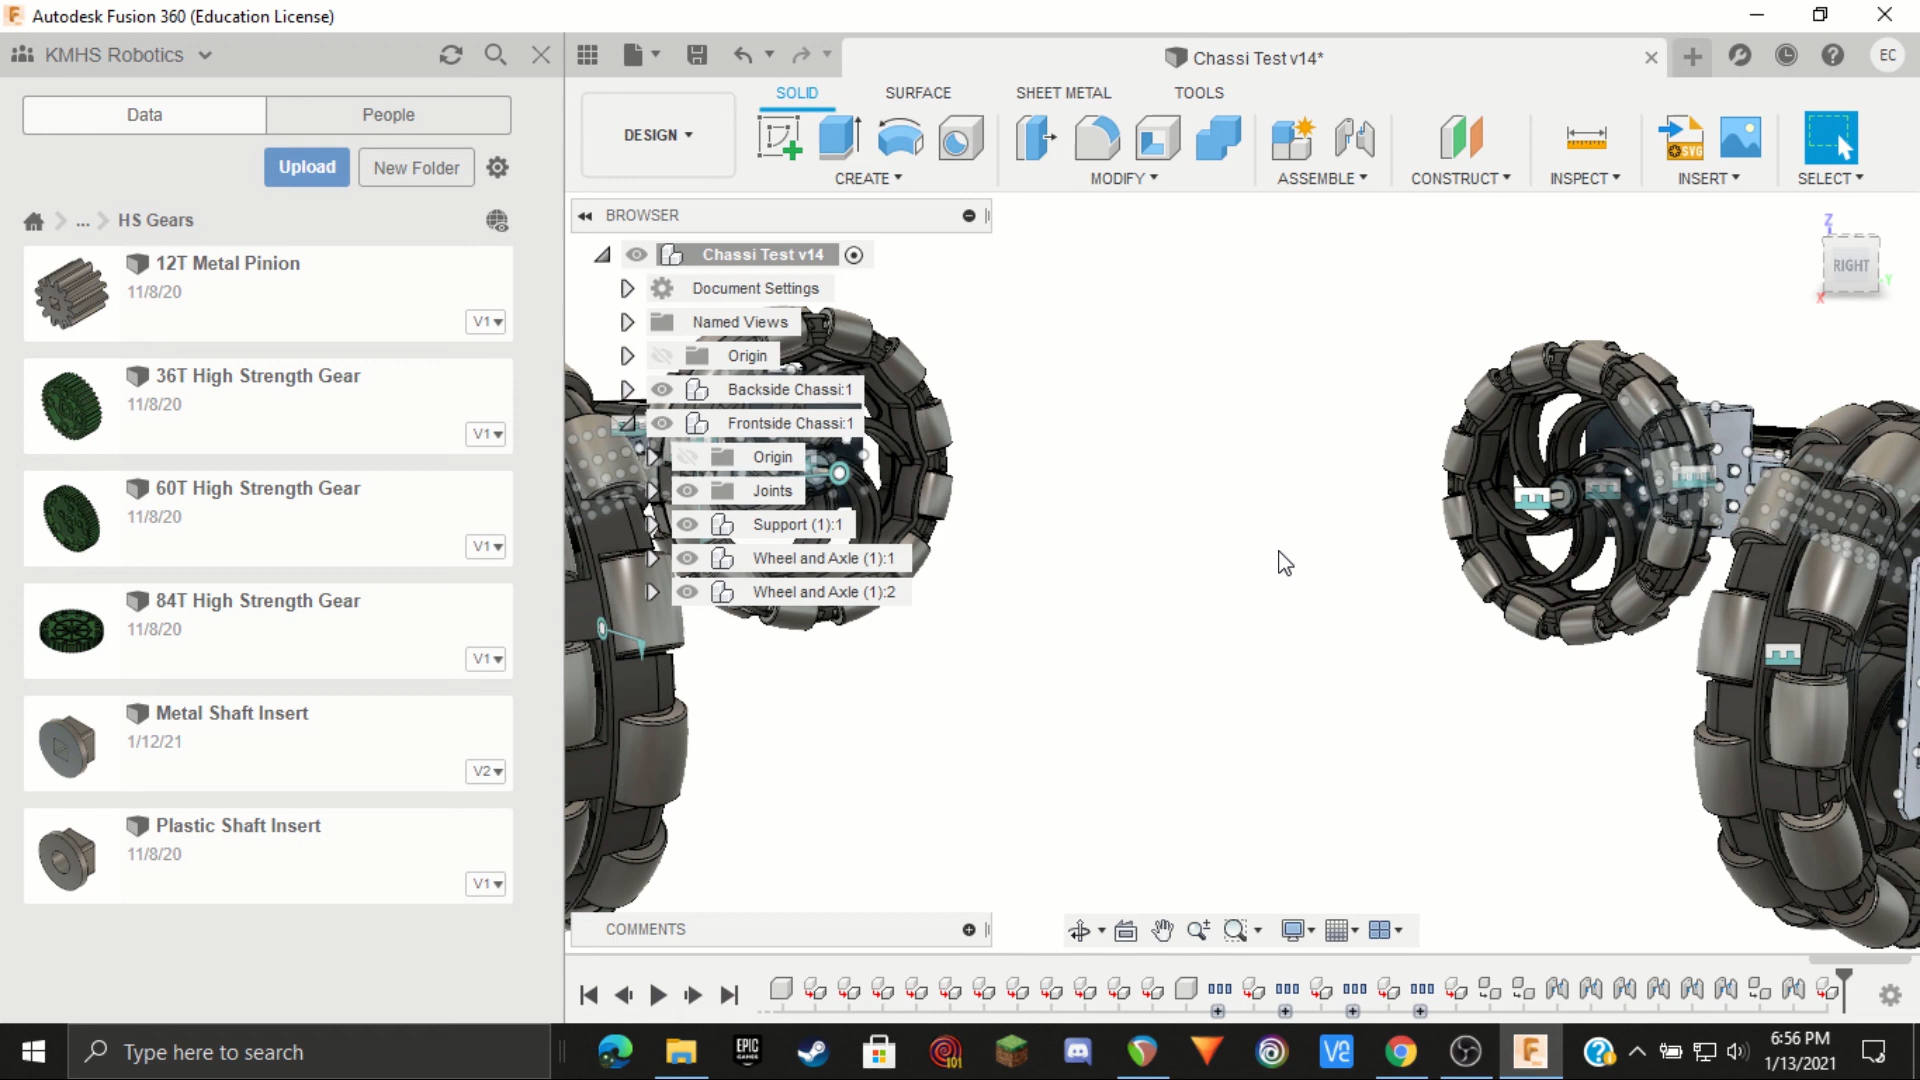 Autodesk Fusion 360 (Education License)
KMHS Robotics
Chassi Test v14*
EC
Data
People
Upload
New Folder
... HS Gears
12T Metal Pinion
11/8/20
V1
36T High Strength Gear
11/8/20
V1
60T High Strength Gear
11/8/20
V1
84T High Strength Gear
11/8/20
V1
Metal Shaft Insert
1/12/21
V2
Plastic Shaft Insert
11/8/20
V1
SOLID
SURFACE
SHEET METAL
TOOLS
DESIGN
CREATE
MODIFY
ASSEMBLE
CONSTRUCT
INSPECT
INSERT
SVG
SELECT
BROWSER
Chassi Test v14
Document Settings
Named Views
Origin
Backside Chassi:1
Frontside Chassi:1
Origin
Joints
Support (1):1
Wheel and Axle (1):1
Wheel and Axle (1):2
Z
RIGHT
Y
X
COMMENTS
Type here to search
EPIC
GAMES
101
6:56 PM
1/13/2021